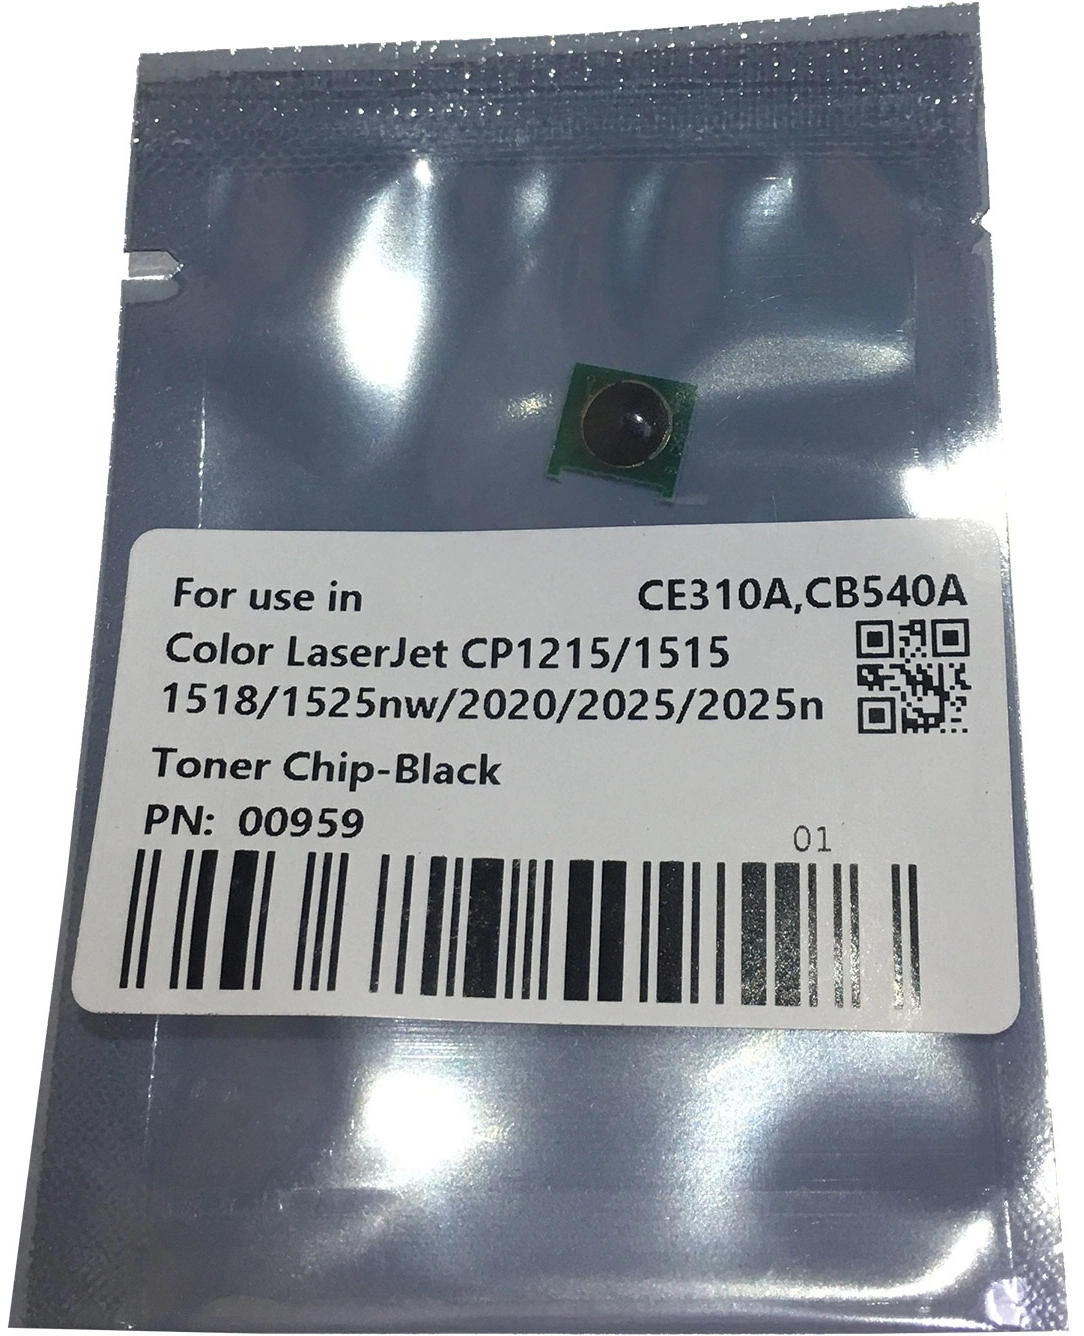 For use in CE310A,CB540A
Color LaserJet CP1215/1515
1518/1525nw/2020/2025/2025n
Toner Chip-Black
PN: 00959
01